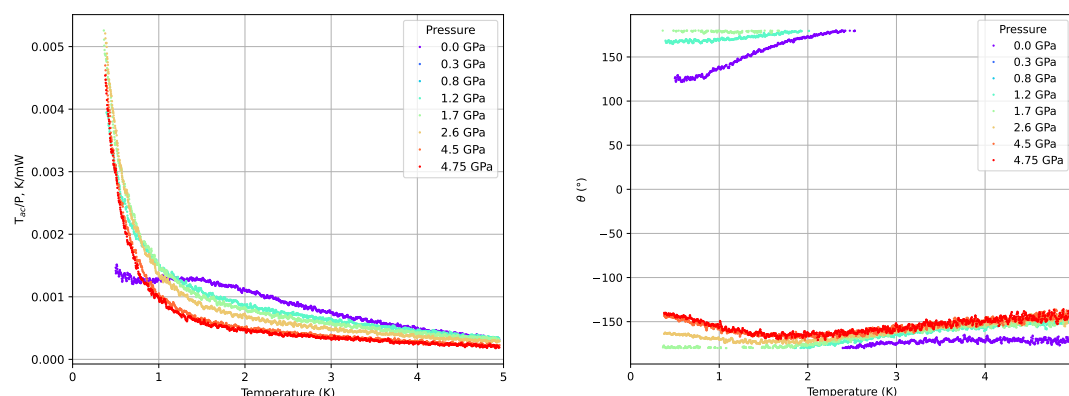 0.005
0.004
0.003
0.002
0.001
0.000
T_ac/P, K/mW
0
1
2
3
4
5
Temperature (K)
Pressure
0.0 GPa
0.3 GPa
0.8 GPa
1.2 GPa
1.7 GPa
2.6 GPa
4.5 GPa
4.75 GPa
150
100
50
0
−50
−100
−150
θ (°)
0
1
2
3
4
Temperature (K)
Pressure
0.0 GPa
0.3 GPa
0.8 GPa
1.2 GPa
1.7 GPa
2.6 GPa
4.5 GPa
4.75 GPa